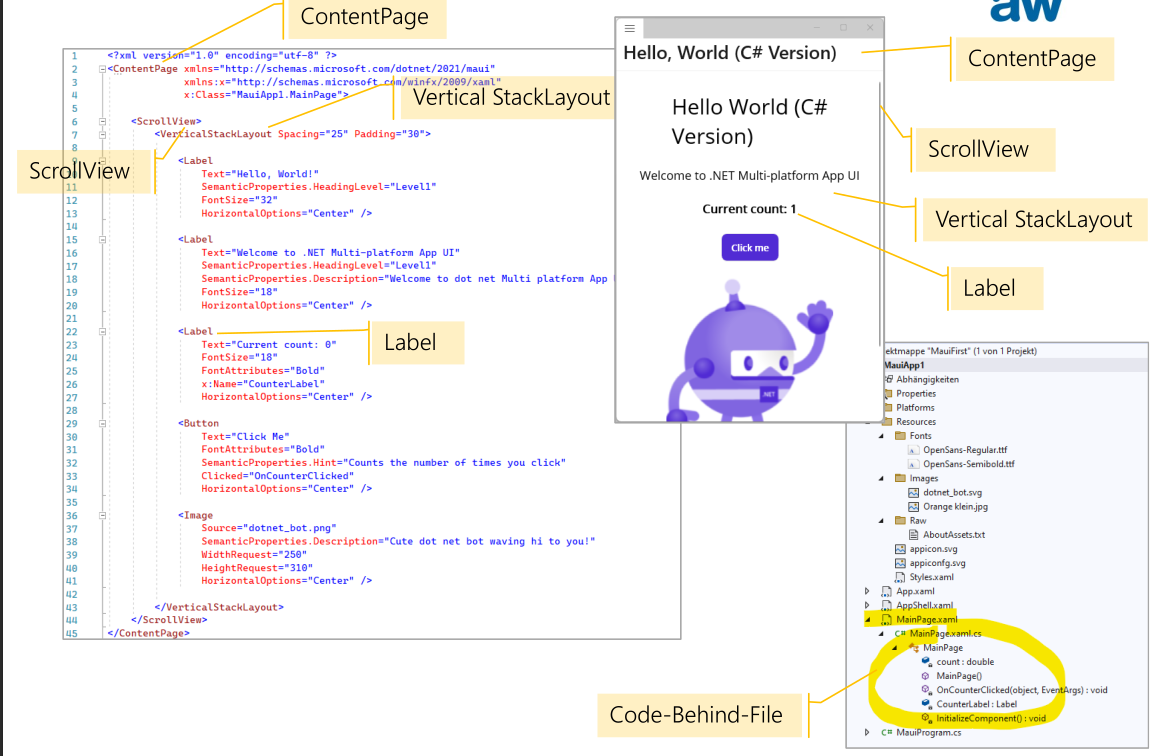 aw
ContentPage
1 <?xml version="1.0" encoding="utf-8" ?>
2 <ContentPage xmlns="http://schemas.microsoft.com/dotnet/2021/maui"
3 xmlns:x="http://schemas.microsoft.com/winfx/2009/xaml"
4 x:Class="MauiApp1.MainPage">
5
6 <ScrollView>
7 <VerticalStackLayout Spacing="25" Padding="30">
8
9 <Label
10 Text="Hello, World!"
11 SemanticProperties.HeadingLevel="Level1"
12 FontSize="32"
13 HorizontalOptions="Center" />
14
15 <Label
16 Text="Welcome to .NET Multi-platform App UI"
17 SemanticProperties.HeadingLevel="Level1"
18 SemanticProperties.Description="Welcome to dot net Multi platform App
19 FontSize="18"
20 HorizontalOptions="Center" />
21
22 <Label
23 Text="Current count: 0"
24 FontSize="18"
25 FontAttributes="Bold"
26 x:Name="CounterLabel"
27 HorizontalOptions="Center" />
28
29 <Button
30 Text="Click Me"
31 FontAttributes="Bold"
32 SemanticProperties.Hint="Counts the number of times you click"
33 Clicked="OnCounterClicked"
34 HorizontalOptions="Center" />
35
36 <Image
37 Source="dotnet_bot.png"
38 SemanticProperties.Description="Cute dot net bot waving hi to you!"
39 WidthRequest="250"
40 HeightRequest="310"
41 HorizontalOptions="Center" />
42
43 </VerticalStackLayout>
44 </ScrollView>
45 </ContentPage>
Vertical StackLayout
ScrollView
Label
Hello, World (C# Version)
Hello World (C#
Version)
Welcome to .NET Multi-platform App UI
Current count: 1
Click me
.NET
ContentPage
ScrollView
Vertical StackLayout
Label
ektmappe "MauiFirst" (1 von 1 Projekt)
MauiApp1
Abhängigkeiten
Properties
Platforms
Resources
Fonts
OpenSans-Regular.ttf
OpenSans-Semibold.ttf
Images
dotnet_bot.svg
Orange klein.jpg
Raw
AboutAssets.txt
appicon.svg
appiconfg.svg
Styles.xaml
App.xaml
AppShell.xaml
MainPage.xaml
C# MainPage.xaml.cs
MainPage
count : double
MainPage()
OnCounterClicked(object, EventArgs) : void
CounterLabel : Label
InitializeComponent() : void
C# MauiProgram.cs
Code-Behind-File